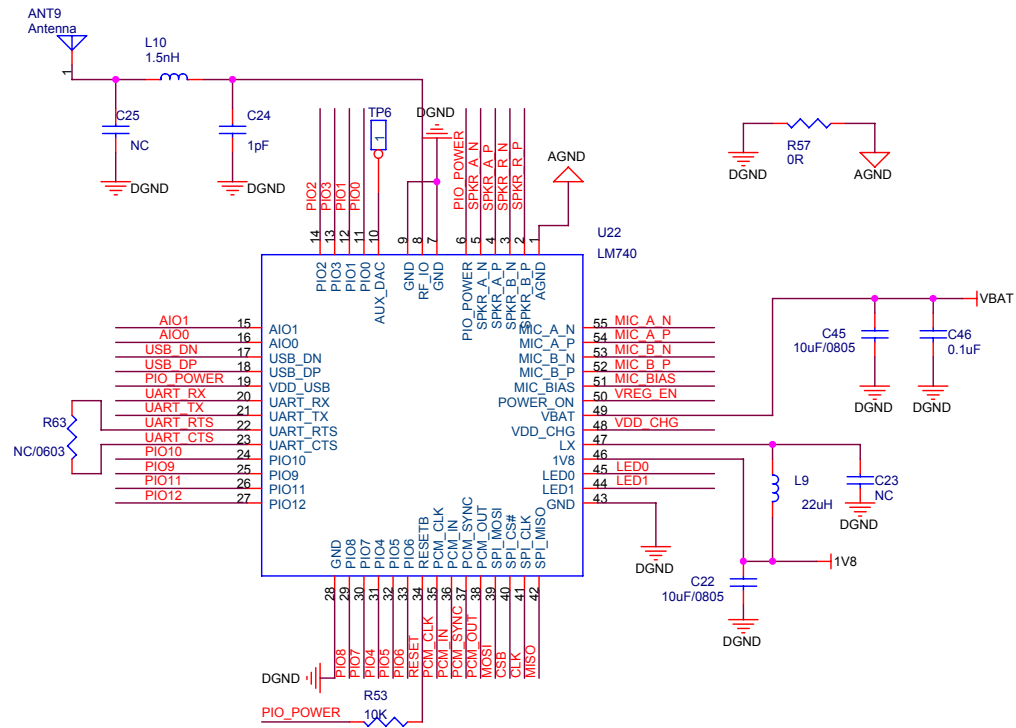 ANT9
Antenna
1
L10
1.5nH
C25
NC
DGND
C24
1pF
DGND
TP6
1
DGND
AGND
DGND
R57
0R
AGND
PIO2
PIO3
PIO1
PIO0
PIO_POWER
SPKR_A_N
SPKR_A_P
SPKR_R_N
SPKR_R_P
U22
LM740
14
13
12
11
10
9
8
7
6
5
4
3
2
1
PIO2
PIO3
PIO1
PIO0
AUX_DAC
GND
RF_IO
GND
PIO_POWER
SPKR_A_N
SPKR_A_P
SPKR_B_N
SPKR_B_P
AGND
AIO1 15 AIO1
AIO0 16 AIO0
USB_DN 17 USB_DN
USB_DP 18 USB_DP
PIO_POWER 19 VDD_USB
UART_RX 20 UART_RX
UART_TX 21 UART_TX
UART_RTS 22 UART_RTS
UART_CTS 23 UART_CTS
PIO10 24 PIO10
PIO9 25 PIO9
PIO11 26 PIO11
PIO12 27 PIO12
R63
NC/0603
MIC_A_N 55 MIC_A_N
MIC_A_P 54 MIC_A_P
MIC_B_N 53 MIC_B_N
MIC_B_P 52 MIC_B_P
MIC_BIAS 51 MIC_BIAS
POWER_ON 50 VREG_EN
VBAT 49
VDD_CHG 48 VDD_CHG
LX 47
1V8 46
LED0 45 LED0
LED1 44 LED1
GND 43
VBAT
C45
10uF/0805
DGND
C46
0.1uF
DGND
L9
22uH
C23
NC
DGND
DGND
1V8
C22
10uF/0805
DGND
GND
PIO8
PIO7
PIO4
PIO5
PIO6
RESETB
PCM_CLK
PCM_IN
PCM_SYNC
PCM_OUT
SPI_MOSI
SPI_CS#
SPI_CLK
SPI_MISO
28
29
30
31
32
33
34
35
36
37
38
39
40
41
42
PIO8
PIO7
PIO4
PIO5
PIO6
RESET
PCM_CLK
PCM_IN
PCM_SYNC
PCM_OUT
MOSI
CSB
CLK
MISO
DGND
R53
10K
PIO_POWER